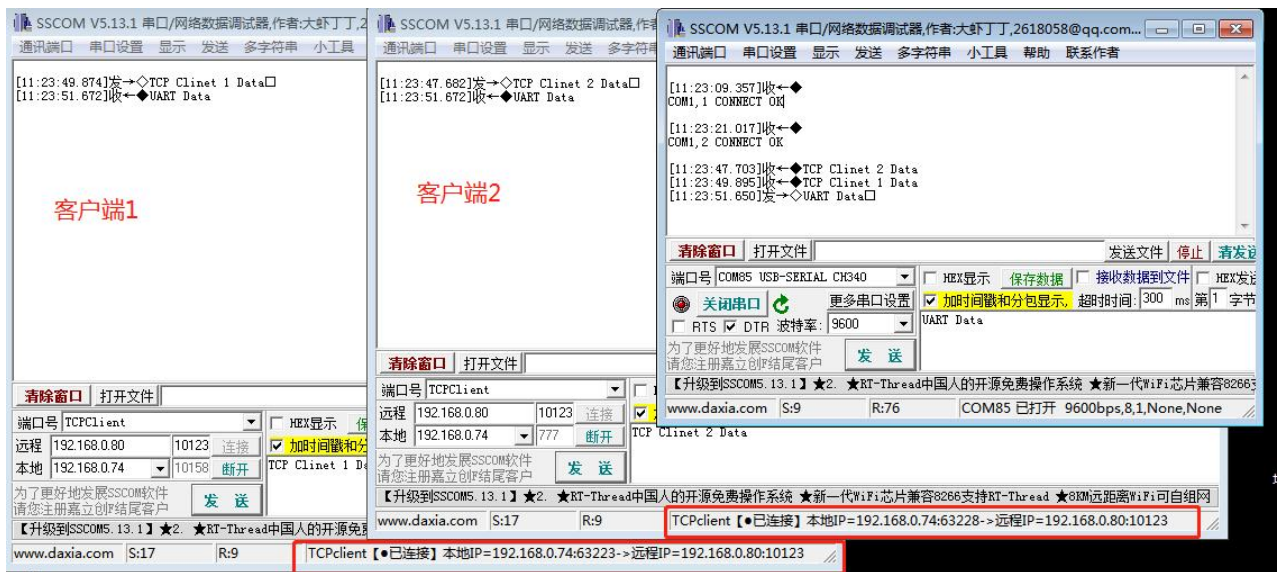 SSCOM V5.13.1 串口/网络数据调试器,作者:大虾丁丁,
通讯端口 串口设置 显示 发送 多字符串 小工具
[11:23:49.874]发→◇TCP Clinet 1 Data□
[11:23:51.672]收←◆UART Data
客户端1
清除窗口 打开文件
端口号 TCPClient HEX显示
远程 192.168.0.80 10123 连接 加时间戳和分
本地 192.168.0.74 10158 断开 TCP Clinet 1
为了更好地发展SSCOM软件
请您注册嘉立创F结尾客户
发 送
【升级到SSCOM5.13.1】★2. ★RT-Thread中国人的开源免
www.daxia.com S:17 R:9 TCPclient【●已连接】本地IP=192.168.0.74:63223->远程IP=192.168.0.80:10123
SSCOM V5.13.1 串口/网络数据调试器,作者
通讯端口 串口设置 显示 发送 多字符
[11:23:47.682]发→◇TCP Clinet 2 Data□
[11:23:51.672]收←◆UART Data
客户端2
清除窗口 打开文件
端口号 TCPClient
远程 192.168.0.80 10123 连接
本地 192.168.0.74 777 断开 TCP Clinet 2 Data
为了更好地发展SSCOM软件
请您注册嘉立创F结尾客户
发 送
【升级到SSCOM5.13.1】★2. ★RT-Thread中国人的开源免费操作系统 ★新一代WiFi芯片兼容8266支持RT-Thread ★8KM远距离WiFi可自组网
www.daxia.com S:17 R:9 TCPclient【●已连接】本地IP=192.168.0.74:63228->远程IP=192.168.0.80:10123
SSCOM V5.13.1 串口/网络数据调试器,作者:大虾丁丁,2618058@qq.com...
通讯端口 串口设置 显示 发送 多字符串 小工具 帮助 联系作者
[11:23:09.357]收←◆
COM1,1 CONNECT OK
[11:23:21.017]收←◆
COM1,2 CONNECT OK
[11:23:47.703]收←◆TCP Clinet 2 Data
[11:23:49.895]收←◆TCP Clinet 1 Data
[11:23:51.650]发→◇UART Data□
清除窗口 打开文件 发送文件 停止 清发送
端口号 COM85 USB-SERIAL CH340 HEX显示 保存数据 接收数据到文件 HEX发送
关闭串口 更多串口设置 加时间戳和分包显示, 超时时间: 300 ms 第1 字节
RTS DTR 波特率: 9600 UART Data
为了更好地发展SSCOM软件
请您注册嘉立创F结尾客户
发 送
【升级到SSCOM5.13.1】★2. ★RT-Thread中国人的开源免费操作系统 ★新一代WiFi芯片兼容8266支
www.daxia.com S:9 R:76 COM85 已打开 9600bps,8,1,None,None